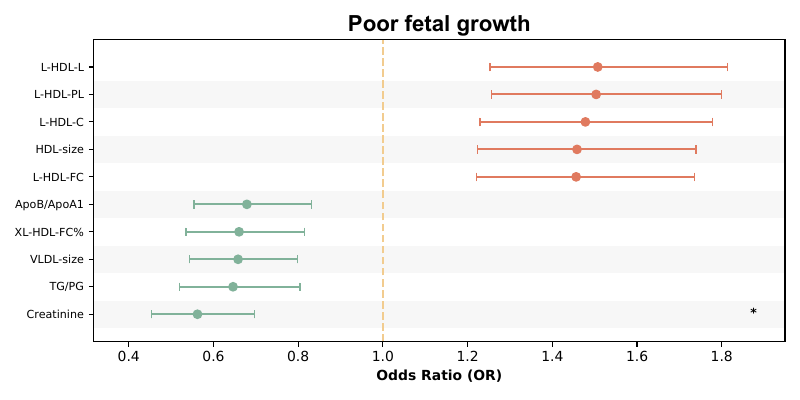 Poor fetal growth
L-HDL-L
L-HDL-PL
L-HDL-C
HDL-size
L-HDL-FC
ApoB/ApoA1
XL-HDL-FC%
VLDL-size
TG/PG
Creatinine *
0.4 0.6 0.8 1.0 1.2 1.4 1.6 1.8
Odds Ratio (OR)